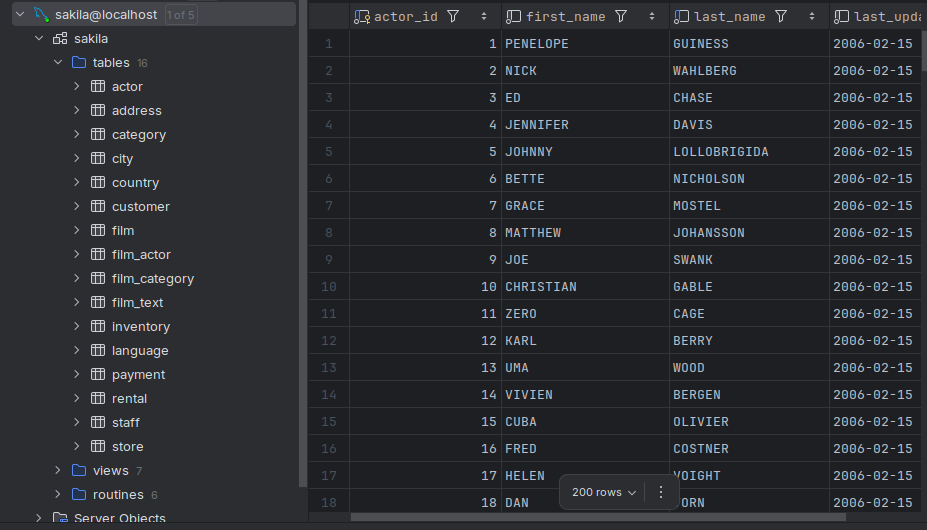 sakila@localhost 1 of 5
sakila
tables 16
actor
address
category
city
country
customer
film
film_actor
film_category
film_text
inventory
language
payment
rental
staff
store
views 7
routines 6
Server Objects
actor_id first_name last_name last_upda
1 1 PENELOPE GUINESS 2006-02-15
2 2 NICK WAHLBERG 2006-02-15
3 3 ED CHASE 2006-02-15
4 4 JENNIFER DAVIS 2006-02-15
5 5 JOHNNY LOLLOBRIGIDA 2006-02-15
6 6 BETTE NICHOLSON 2006-02-15
7 7 GRACE MOSTEL 2006-02-15
8 8 MATTHEW JOHANSSON 2006-02-15
9 9 JOE SWANK 2006-02-15
10 10 CHRISTIAN GABLE 2006-02-15
11 11 ZERO CAGE 2006-02-15
12 12 KARL BERRY 2006-02-15
13 13 UMA WOOD 2006-02-15
14 14 VIVIEN BERGEN 2006-02-15
15 15 CUBA OLIVIER 2006-02-15
16 16 FRED COSTNER 2006-02-15
17 17 HELEN VOIGHT 2006-02-15
18 18 DAN 2006-02-15
200 rows